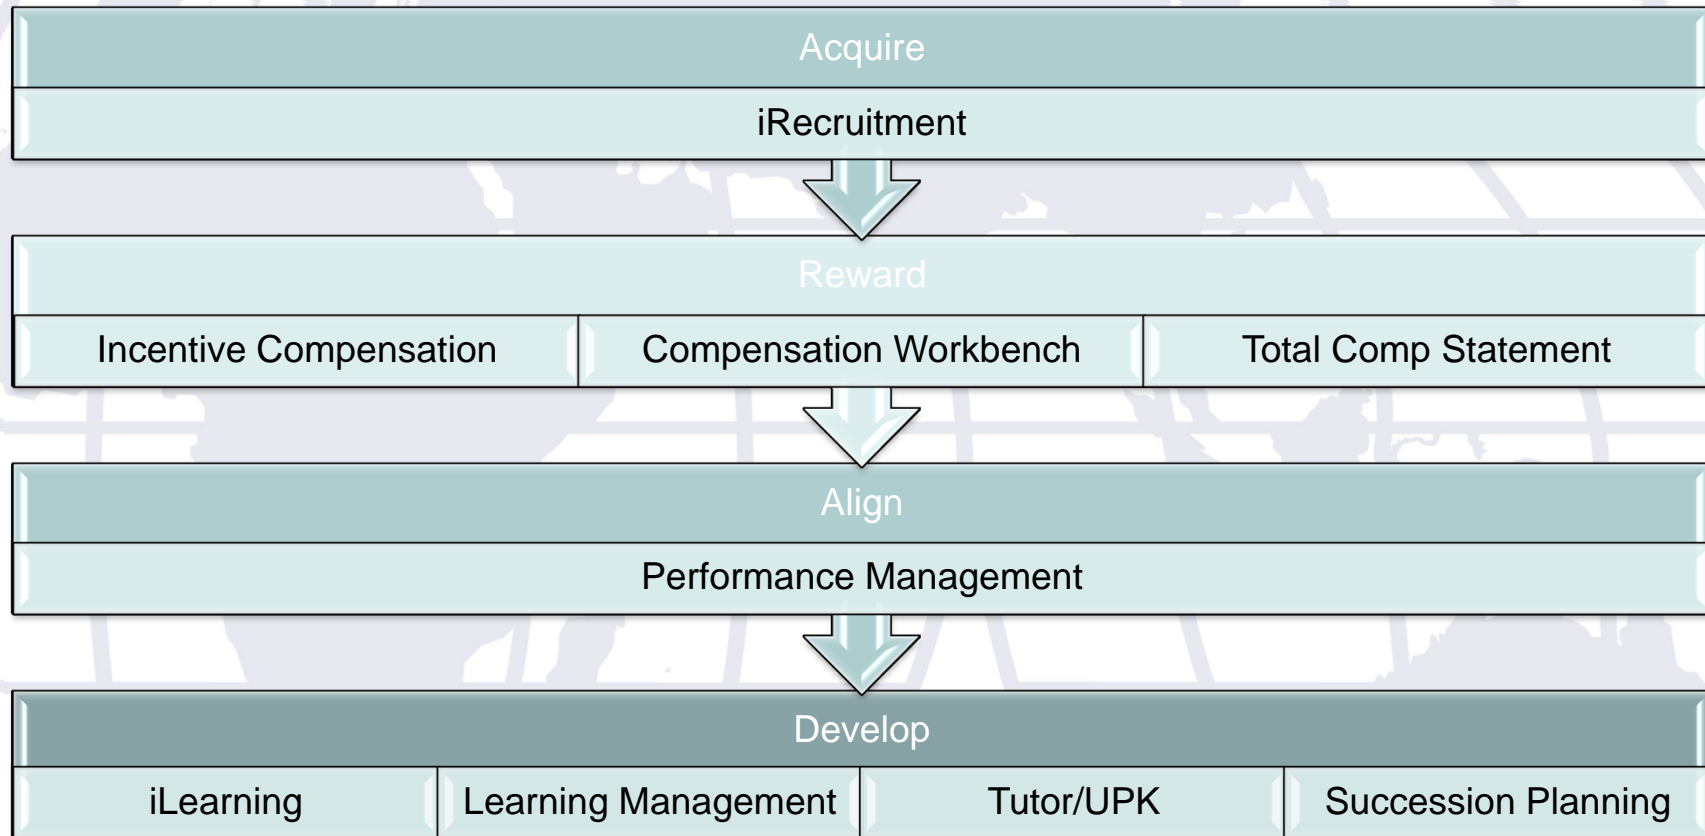 Acquire
iRecruitment
Reward
Incentive Compensation
Compensation Workbench
Total Comp Statement
Align
Performance Management
Develop
iLearning
Learning Management
Tutor/UPK
Succession Planning